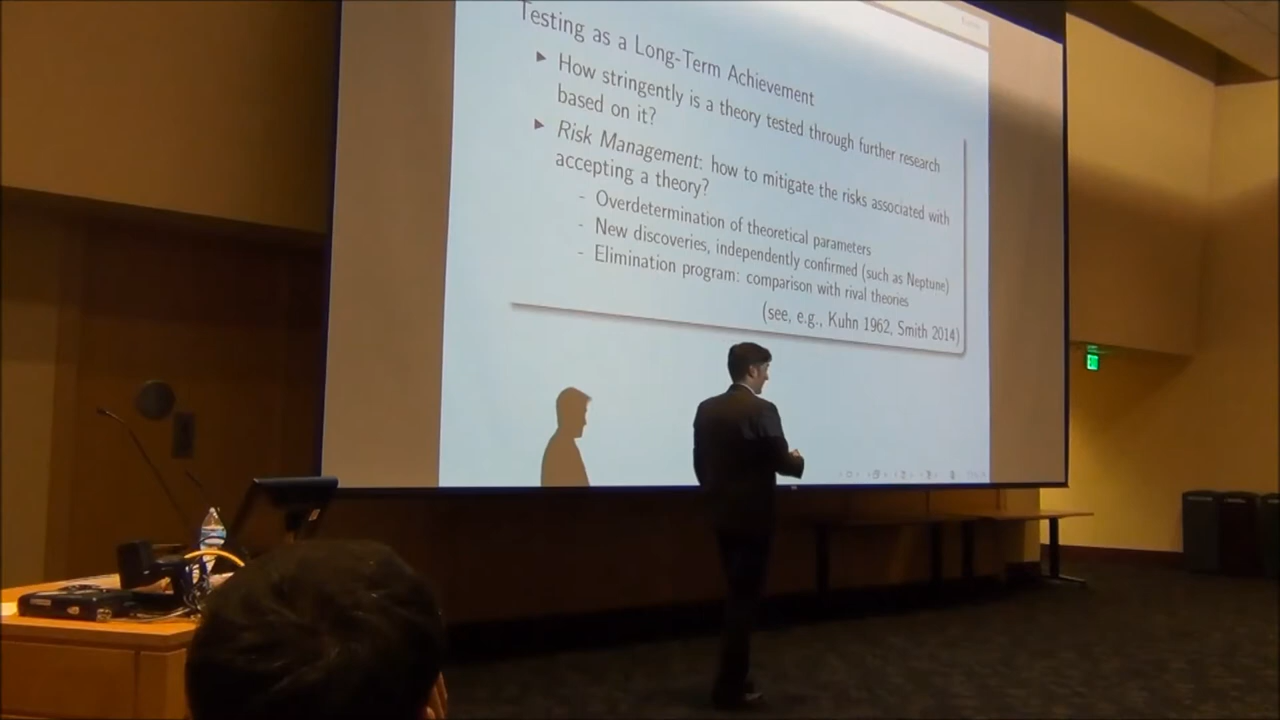 Testing as a Long-Term Achievement
► How stringently is a theory tested through further research
based on it?
► Risk Management: how to mitigate the risks associated with
accepting a theory?
- Overdetermination of theoretical parameters
- New discoveries, independently confirmed (such as Neptune)
- Elimination program: comparison with rival theories
(see, e.g., Kuhn 1962, Smith 2014)